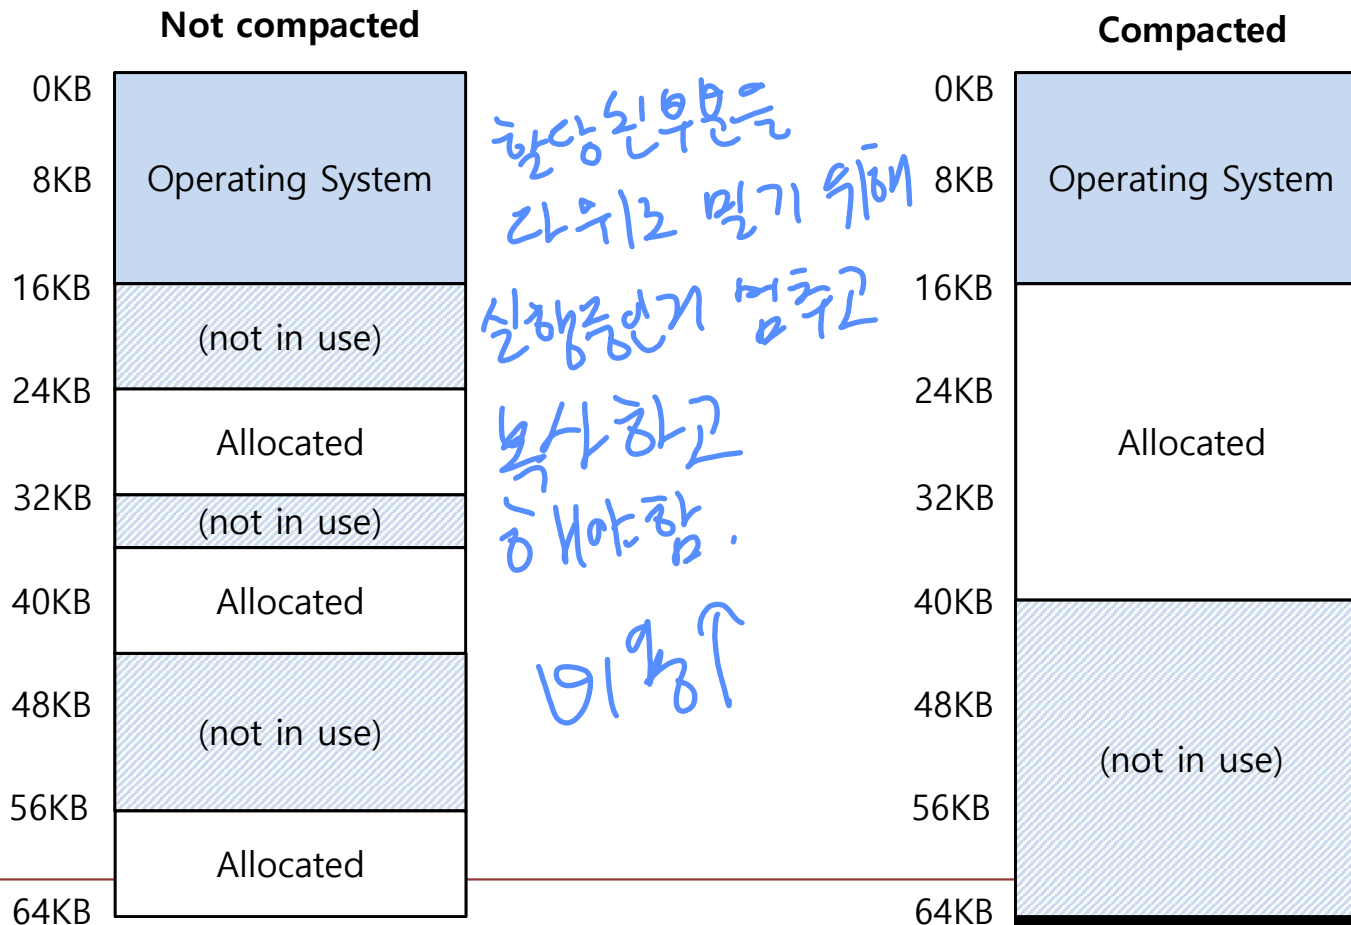 Not compacted
0KB
8KB
16KB
24KB
32KB
40KB
48KB
56KB
64KB
Operating System
(not in use)
Allocated
(not in use)
Allocated
(not in use)
Allocated
할당된부분을
다위로 밀기 위해
실행중인거 멈추고
복사하고
해야함.
비용↑
Compacted
0KB
8KB
16KB
24KB
32KB
40KB
48KB
56KB
64KB
Operating System
Allocated
(not in use)